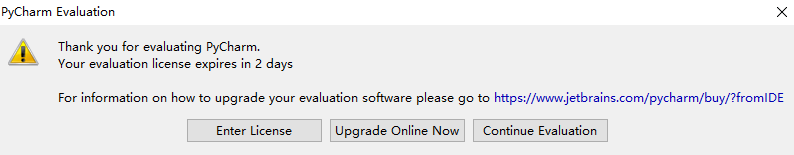 PyCharm Evaluation
Thank you for evaluating PyCharm.
Your evaluation license expires in 2 days
For information on how to upgrade your evaluation software please go to https://www.jetbrains.com/pycharm/buy/?fromIDE
Enter License
Upgrade Online Now
Continue Evaluation